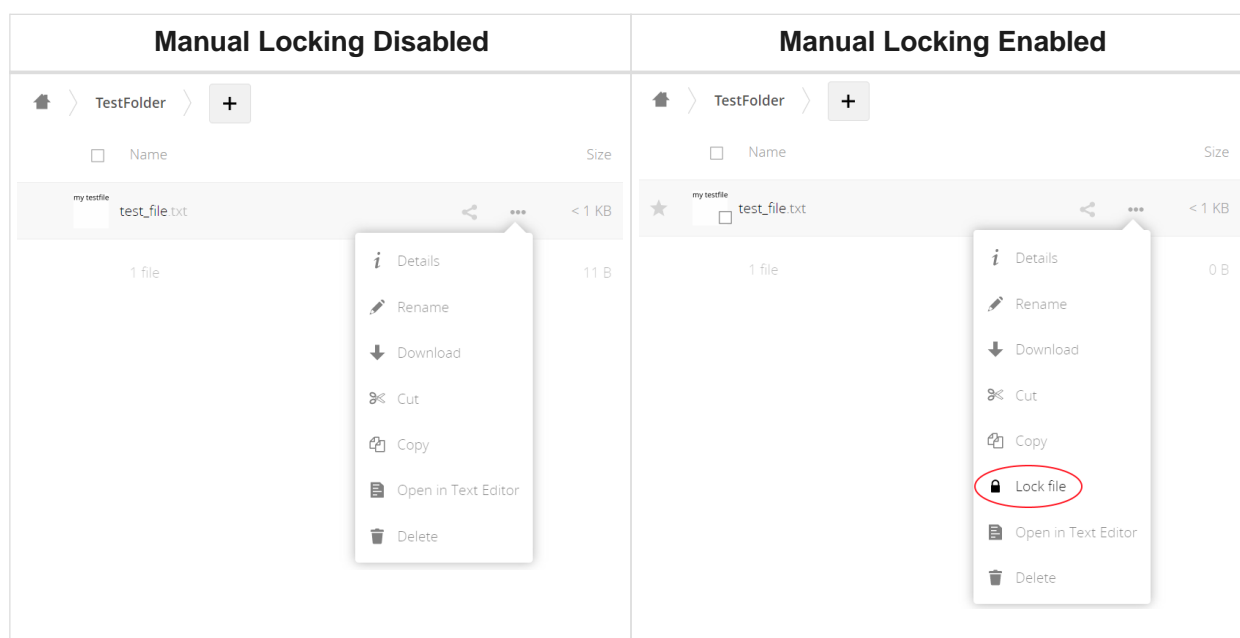 Manual Locking Disabled
TestFolder
+
Name Size
my testfile
test_file.txt
< 1 KB
Details
1 file 11 B
Rename
Download
Cut
Copy
Open in Text Editor
Delete
Manual Locking Enabled
TestFolder
+
Name Size
my testfile
test_file.txt
< 1 KB
Details
1 file 0 B
Rename
Download
Cut
Copy
Lock file
Open in Text Editor
Delete